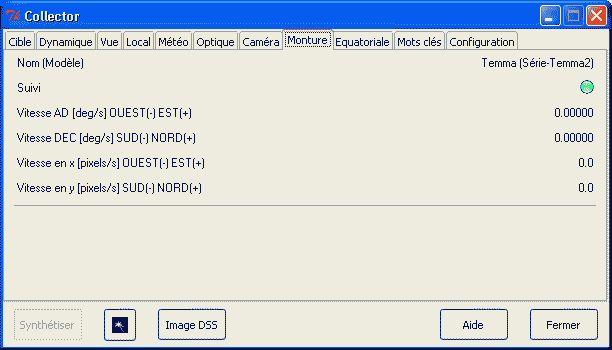 Collector
Cible Dynamique Vue Local Météo Optique Caméra Monture Equatoriale Mots clés Configuration
Nom (Modèle) Temma (Série-Temma2)
Suivi
Vitesse AD [deg/s] OUEST(-) EST(+) 0.00000
Vitesse DEC [deg/s] SUD(-) NORD(+) 0.00000
Vitesse en x [pixels/s] OUEST(-) EST(+) 0.0
Vitesse en y [pixels/s] SUD(-) NORD(+) 0.0
Synthétiser Image DSS Aide Fermer